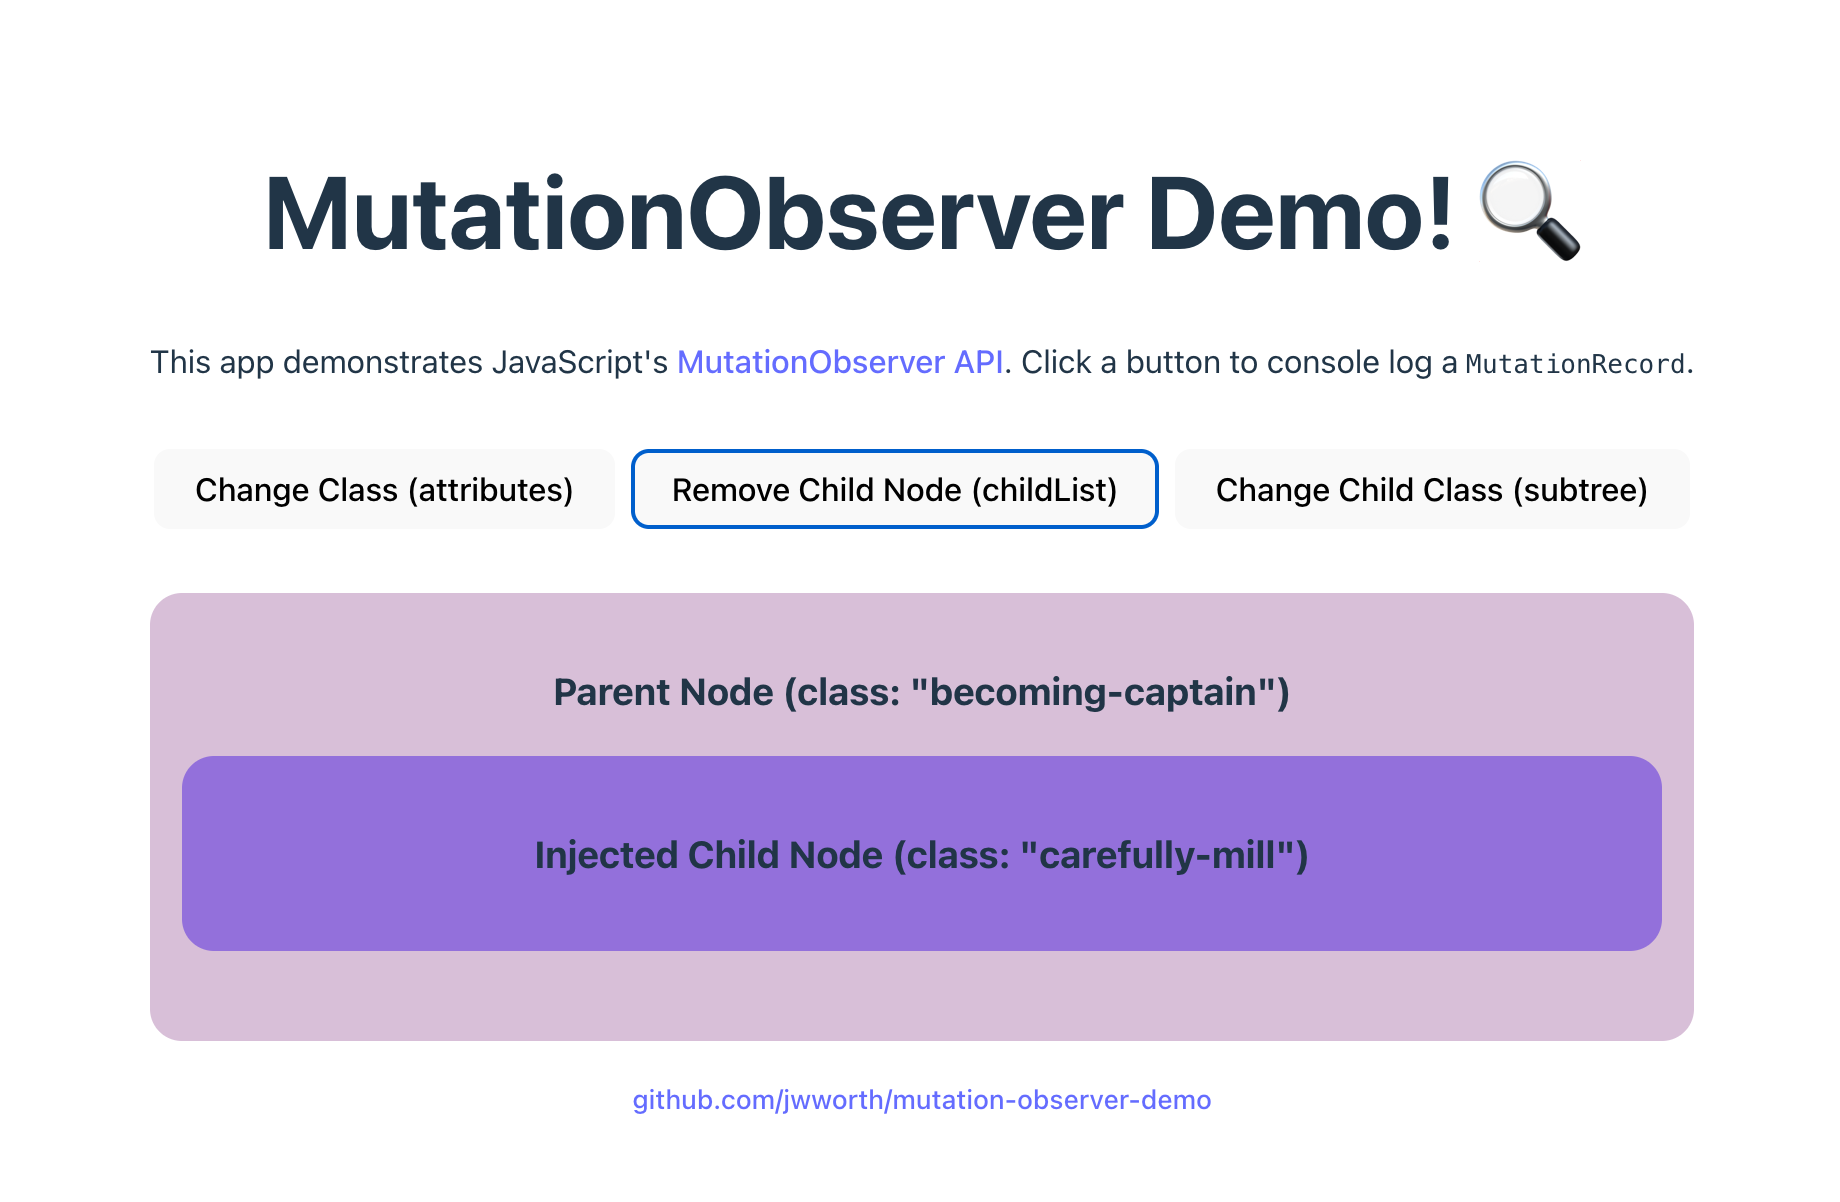 MutationObserver Demo! 🔍
This app demonstrates JavaScript's MutationObserver API. Click a button to console log a MutationRecord.
Change Class (attributes)
Remove Child Node (childList)
Change Child Class (subtree)
Parent Node (class: "becoming-captain")
Injected Child Node (class: "carefully-mill")
github.com/jwworth/mutation-observer-demo